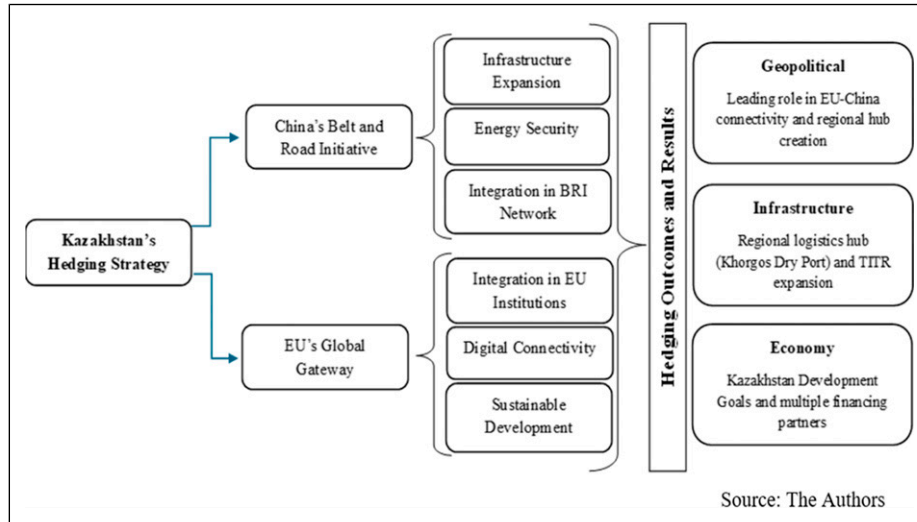 Kazakhstan's
Hedging Strategy
China's Belt and
Road Initiative
EU's Global
Gateway
Infrastructure
Expansion
Energy Security
Integration in BRI
Network
Integration in EU
Institutions
Digital Connectivity
Sustainable
Development
Hedging Outcomes and Results
Geopolitical
Leading role in EU-China
connectivity and regional hub
creation
Infrastructure
Regional logistics hub
(Khorgos Dry Port) and TITR
expansion
Economy
Kazakhstan Development
Goals and multiple financing
partners
Source: The Authors